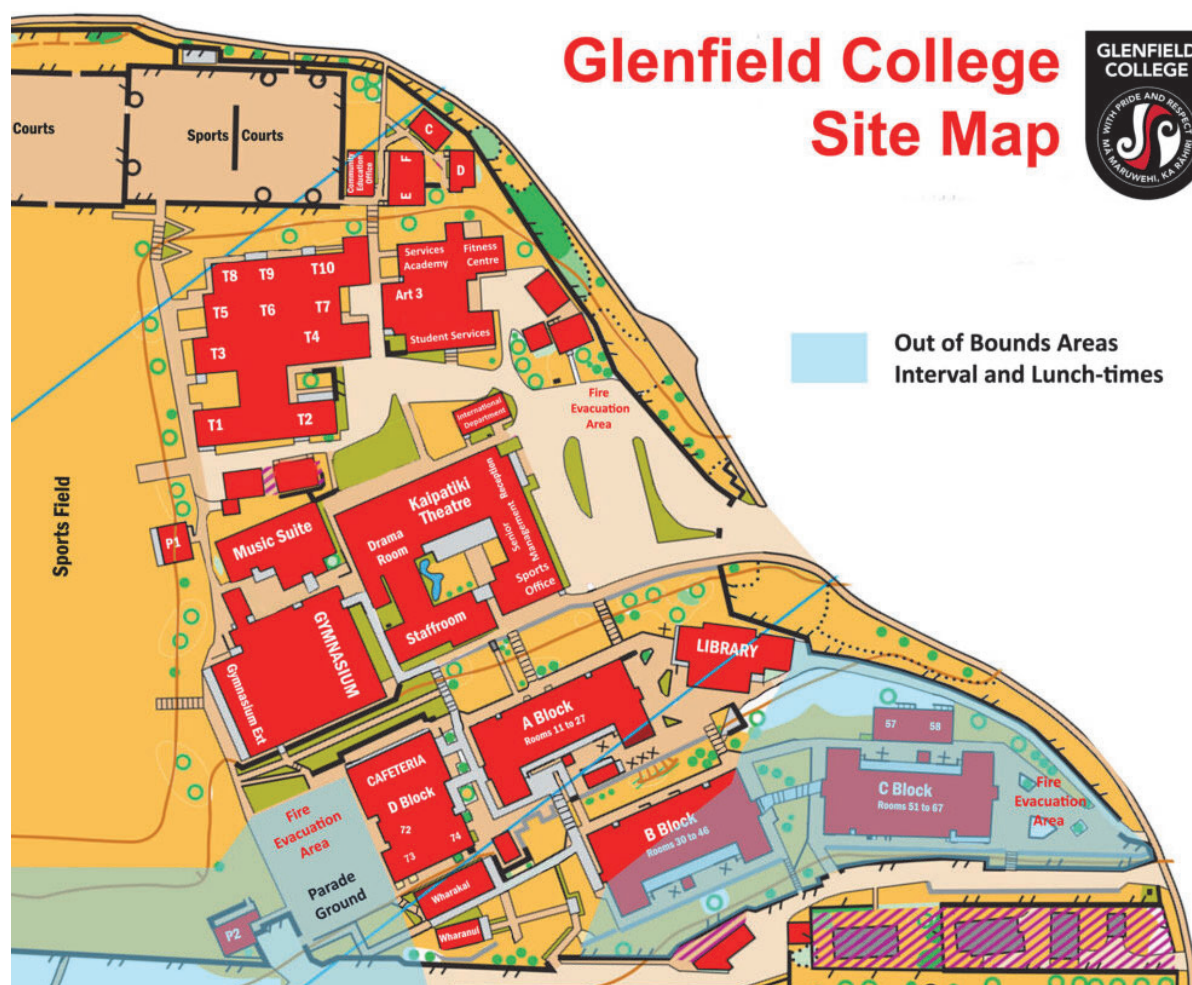 Glenfield College
Site Map
GLENFIELD
COLLEGE
WITH PRIDE AND RESPECT
MĀ MARUWEHI, KA RĀHIRI
Courts
Sports Courts
Community
Education
Office
C
E F
D
Services
Academy
Fitness
Centre
Art 3
Student Services
T8 T9 T10
T5 T6 T7
T4
T3
T1 T2
Out of Bounds Areas
Interval and Lunch-times
Fire
Evacuation
Area
International
Department
Sports Field
P1
Music Suite
Kaipatiki
Theatre
Drama
Room
Reception
Senior
Management
Sports
Office
Staffroom
GYMNASIUM
Gymnasium Ext
LIBRARY
A Block
Rooms 11 to 27
CAFETERIA
D Block
72
73
74
Fire
Evacuation
Area
Parade
Ground
P2
Wharakai
Wharanui
B Block
Rooms 30 to 46
57 58
C Block
Rooms 51 to 67
Fire
Evacuation
Area